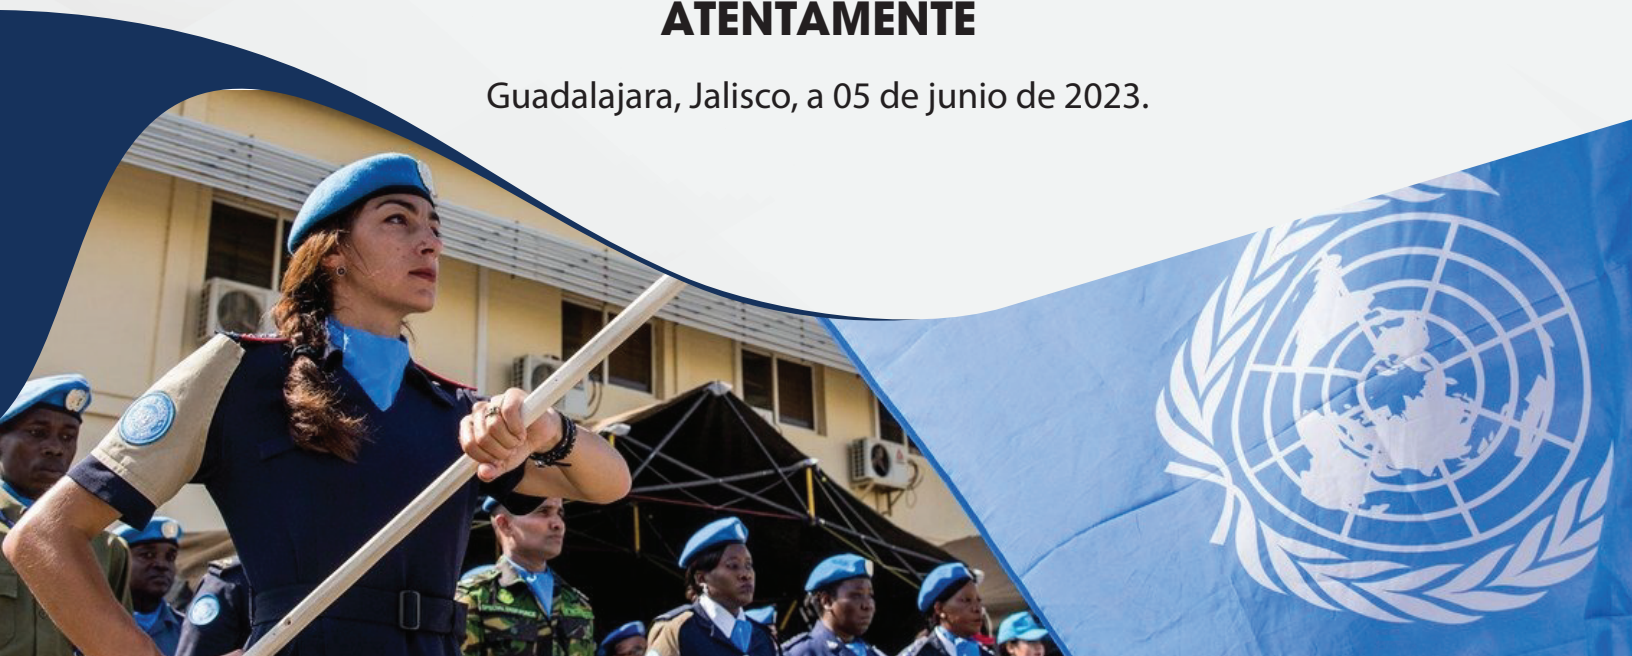 ATENTAMENTE
Guadalajara, Jalisco, a 05 de junio de 2023.